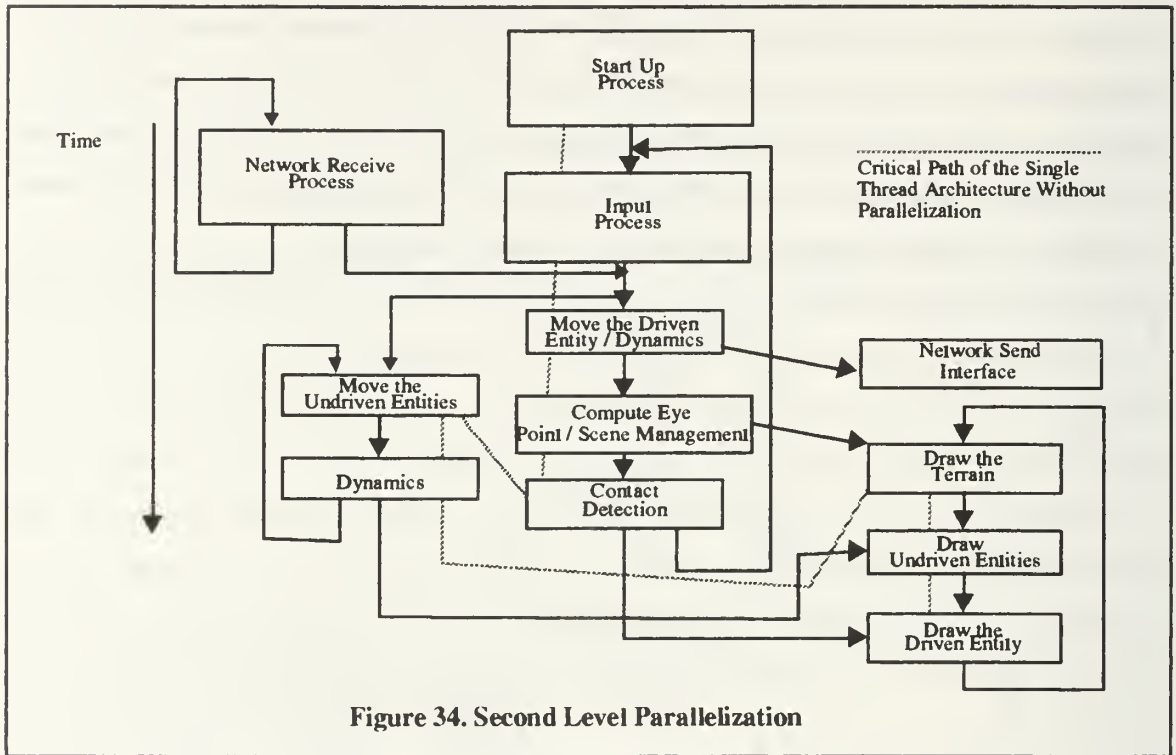 Start Up
Process
Time
Network Receive
Process
Input
Process
Critical Path of the Single
Thread Architecture Without
Parallelization
Move the Driven
Entity / Dynamics
Network Send
Interface
Move the
Undriven Entities
Compute Eye
Point / Scene Management
Draw the
Terrain
Dynamics
Contact
Detection
Draw
Undriven Entities
Draw the
Driven Entity
Figure 34. Second Level Parallelization